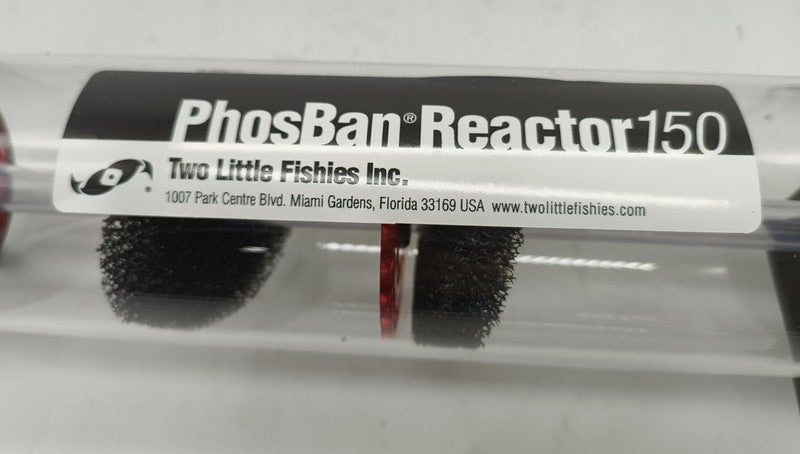 PhosBan® Reactor150
Two Little Fishies Inc.
1007 Park Centre Blvd. Miami Gardens, Florida 33169 USA www.twolittlefishies.com